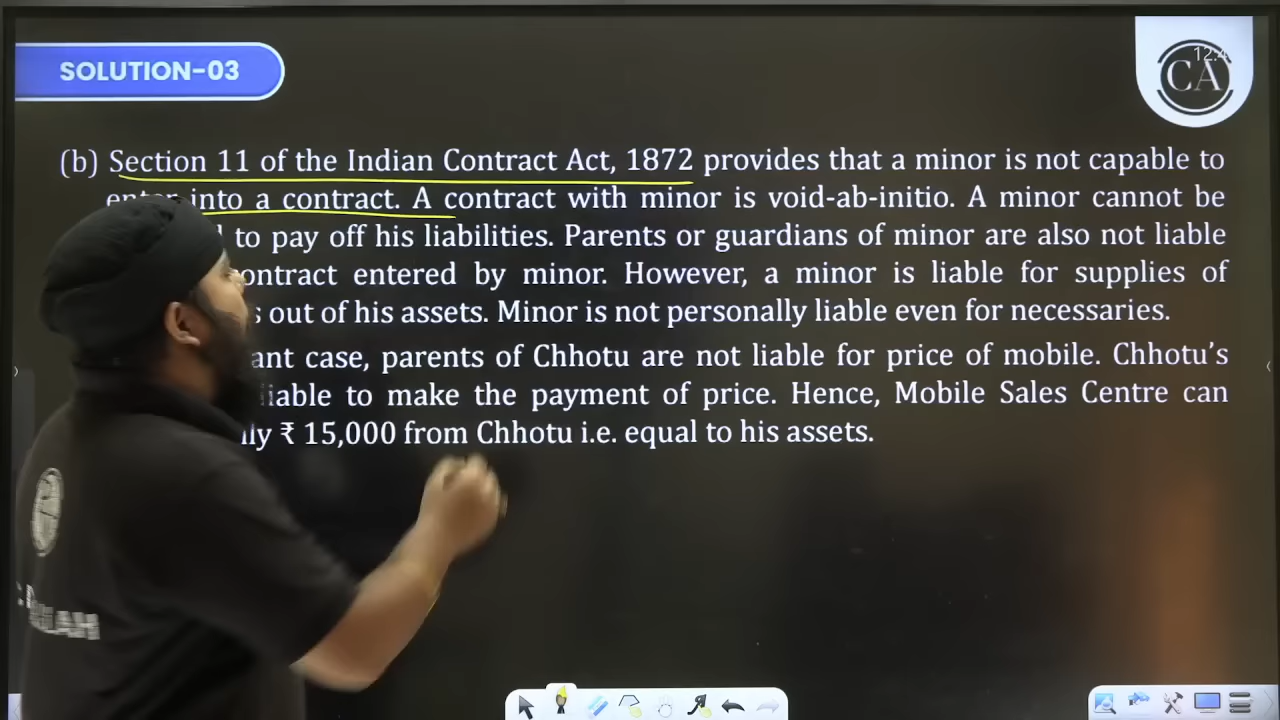 SOLUTION-03
12:4
CA
(b) Section 11 of the Indian Contract Act, 1872 provides that a minor is not capable to
into a contract. A contract with minor is void-ab-initio. A minor cannot be
to pay off his liabilities. Parents or guardians of minor are also not liable
contract entered by minor. However, a minor is liable for supplies of
out of his assets. Minor is not personally liable even for necessaries.
case, parents of Chhotu are not liable for price of mobile. Chhotu's
liable to make the payment of price. Hence, Mobile Sales Centre can
₹ 15,000 from Chhotu i.e. equal to his assets.